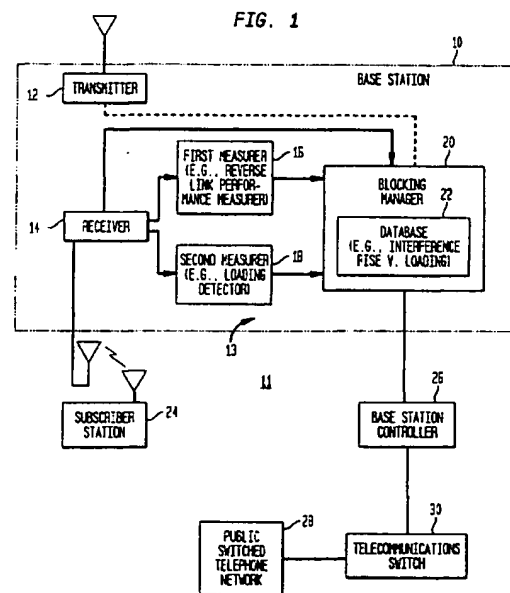 FIG. 1
10
BASE STATION
12
TRANSMITTER
16
FIRST MEASURER
(E.G., REVERSE
LINK PERFOR-
MANCE MEASURER)
20
BLOCKING
MANAGER
22
DATABASE
(E.G., INTERFERENCE
FISE V. LOADING)
14
RECEIVER
18
SECOND MEASURER
(E.G., LOADING
DETECTOR)
13
11
24
SUBSCRIBER
STATION
26
BASE STATION
CONTROLLER
28
PUBLIC
SWITCHED
TELEPHONE
NETWORK
30
TELECOMMUNICATIONS
SWITCH